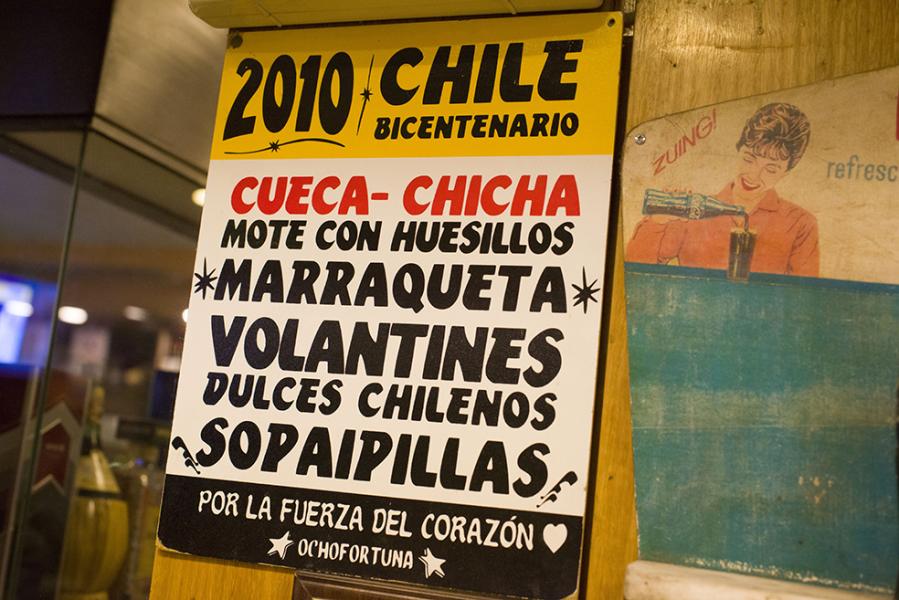 2010 CHILE
BICENTENARIO
CUECA- CHICHA
MOTE CON HUESILLOS
MARRAQUETA
VOLANTINES
DULCES CHILENOS
SOPAIPILLAS
POR LA FUERZA DEL CORAZÓN
OCHOFORTUNA
ZUING!